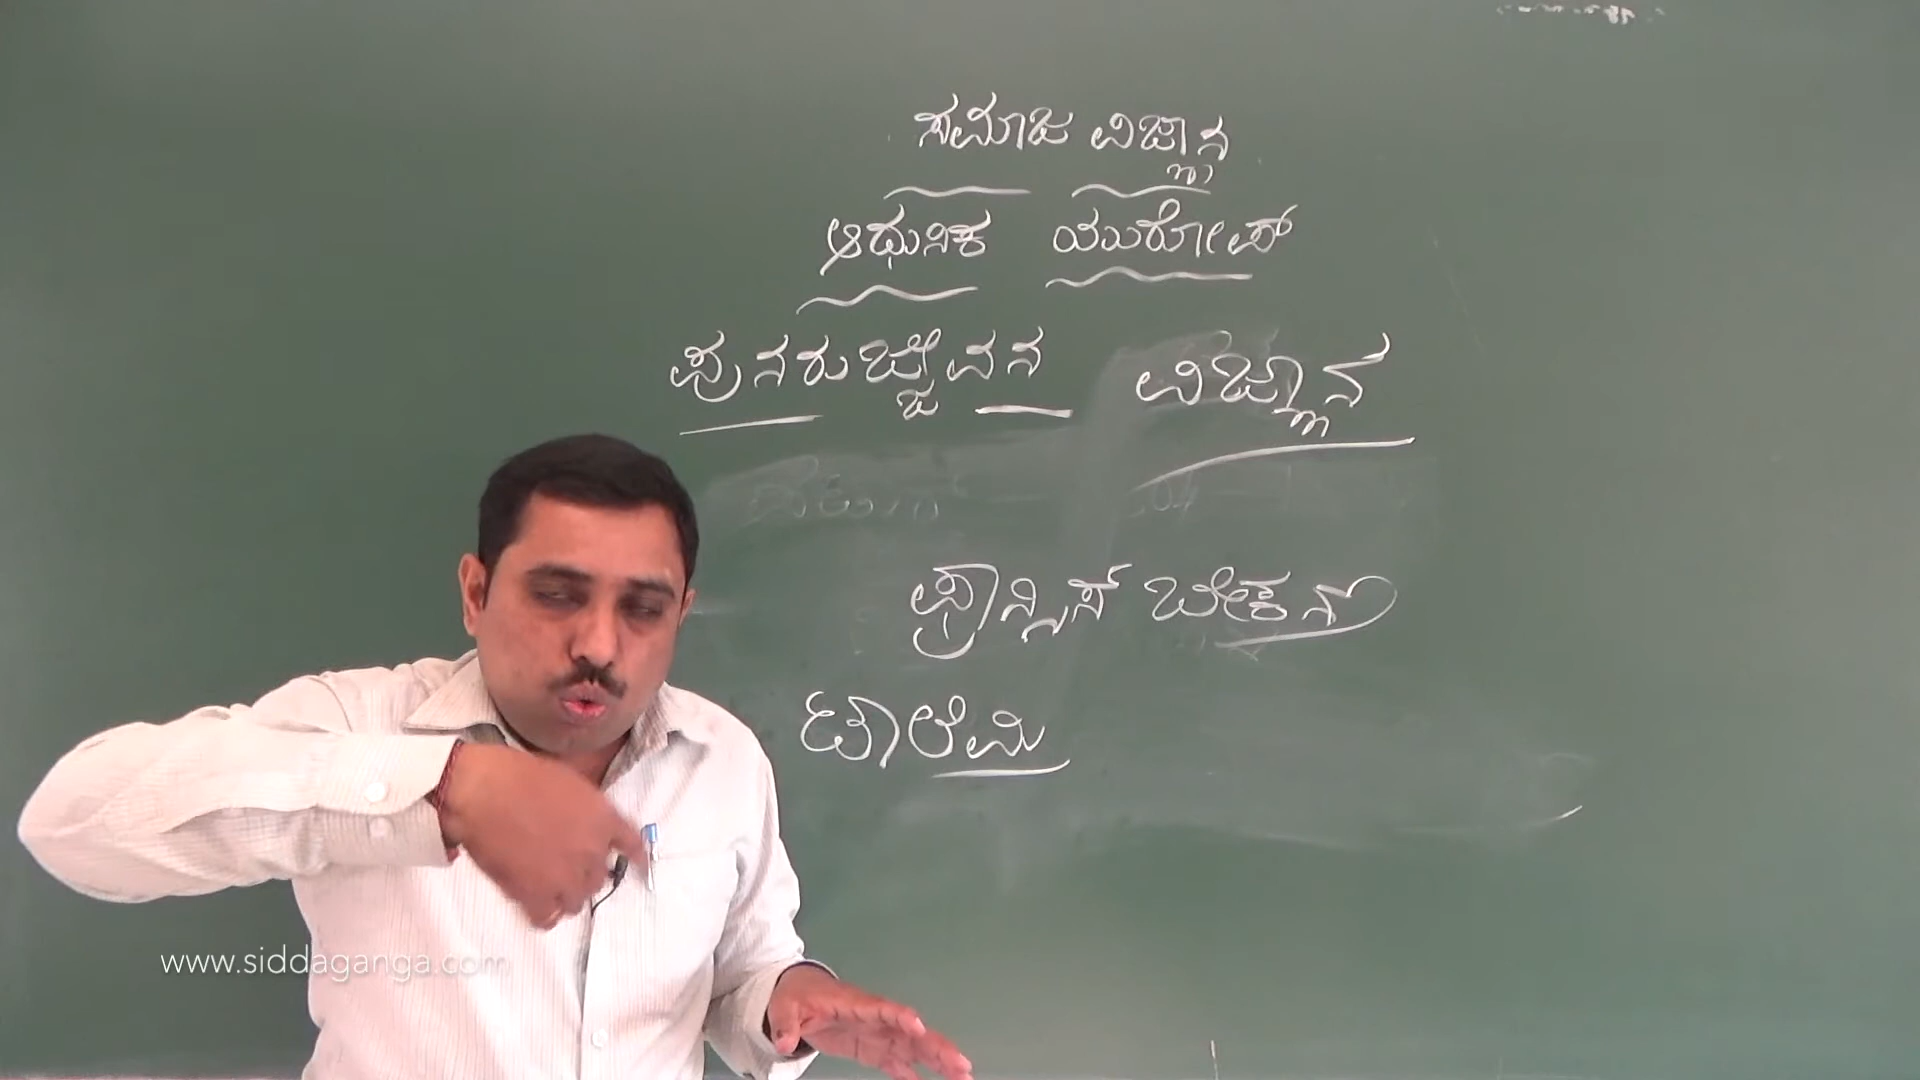 ಸಮಾಜ ವಿಜ್ಞಾನ
ಆಧುನಿಕ ಯುರೋಪ್
ಪುನರುಜ್ಜೀವನ ವಿಜ್ಞಾನ
ಫ್ರಾನ್ಸಿಸ್ ಬೇಕನ್
ಟಾಲೆಮಿ
www.siddaganga.com